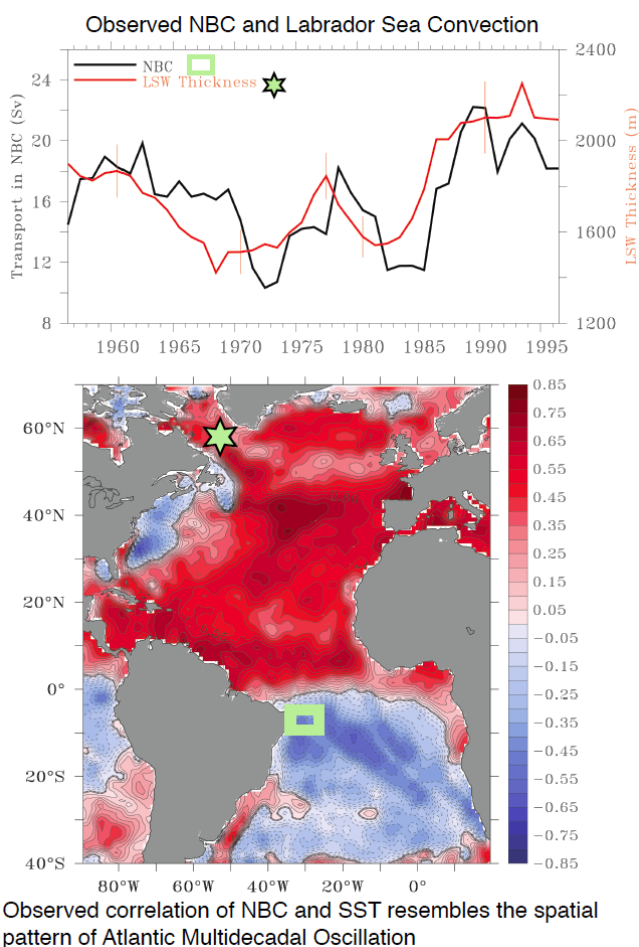 Observed NBC and Labrador Sea Convection
24
20
16
12
8
Transport in NBC (Sv)
NBC
LSW Thickness
2400
2000
1600
1200
LSW Thickness (m)
1960 1965 1970 1975 1980 1985 1990 1995
60°N
40°N
20°N
0°
20°S
40°S
80°W 60°W 40°W 20°W 0°
0.85
0.75
0.65
0.55
0.45
0.35
0.25
0.15
0.05
−0.05
−0.15
−0.25
−0.35
−0.45
−0.55
−0.65
−0.75
−0.85
Observed correlation of NBC and SST resembles the spatial
pattern of Atlantic Multidecadal Oscillation